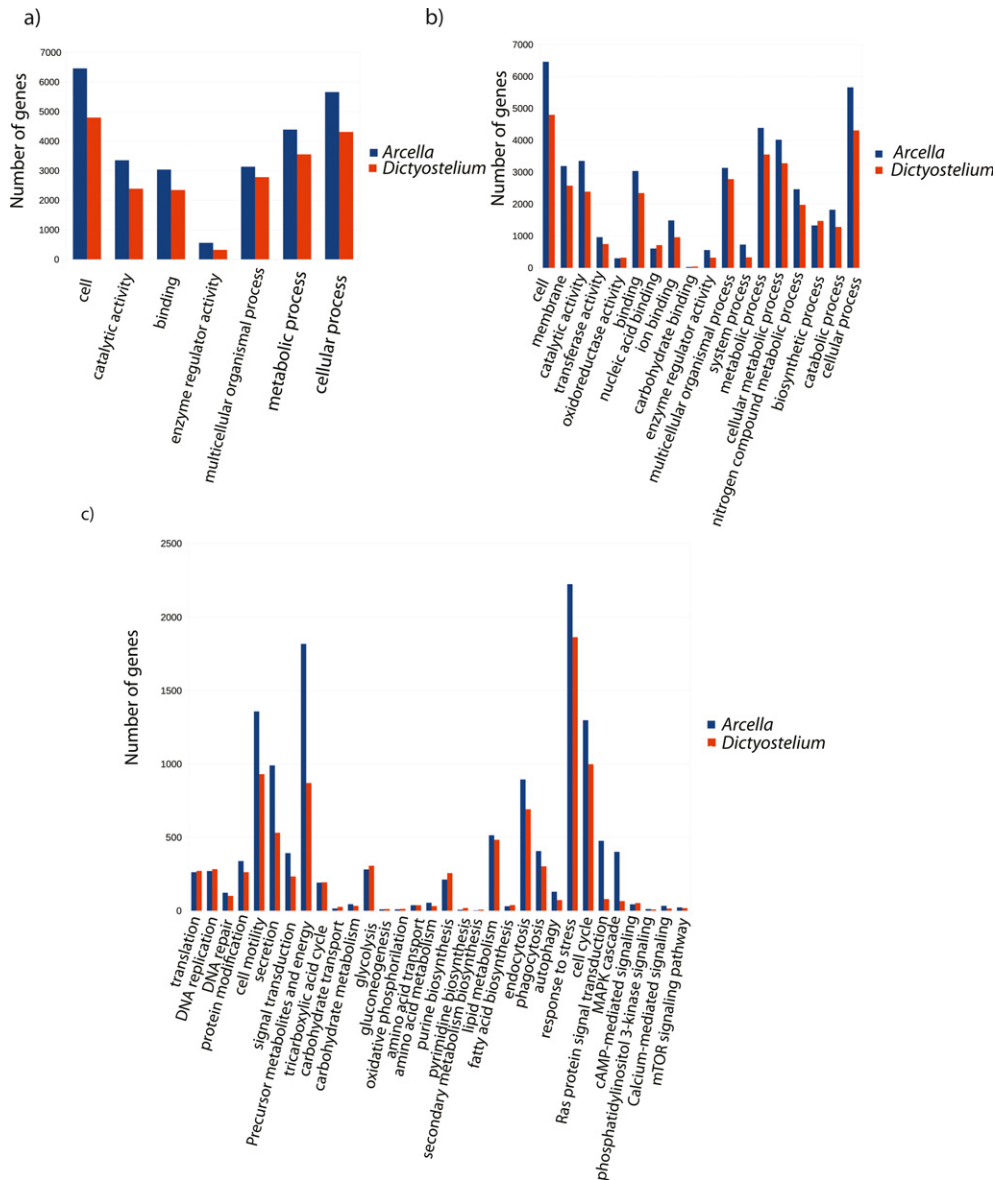 a)
7000
6000
5000
4000
3000
2000
1000
0
Number of genes
Arcella
Dictyostelium
cell
catalytic activity
binding
enzyme regulator activity
multicellular organismal process
metabolic process
cellular process
b)
7000
6000
5000
4000
3000
2000
1000
0
Number of genes
Arcella
Dictyostelium
cell
membrane
catalytic activity
transferase activity
oxidoreductase activity
binding
nucleic acid binding
ion binding
carbohydrate binding
enzyme regulator activity
multicellular organismal process
system process
metabolic process
cellular metabolic process
nitrogen compound metabolic process
biosynthetic process
catabolic process
cellular process
c)
2500
2000
1500
1000
500
0
Number of genes
Arcella
Dictyostelium
translation
DNA replication
DNA repair
protein modification
cell motility
secretion
signal transduction
Precursor metabolites and energy
tricarboxylic acid cycle
carbohydrate transport
carbohydrate metabolism
glycolysis
gluconeogenesis
oxidative phosphorilation
amino acid transport
amino acid metabolism
purine biosynthesis
pyrimidine biosynthesis
secondary metabolism biosynthesis
lipid metabolism
fatty acid biosynthesis
endocytosis
phagocytosis
autophagy
response to stress
cell cycle
Ras protein signal transduction
MAPK cascade
cAMP-mediated signaling
phosphatidylinositol 3-kinase signaling
Calcium-mediated signaling
mTOR signaling pathway